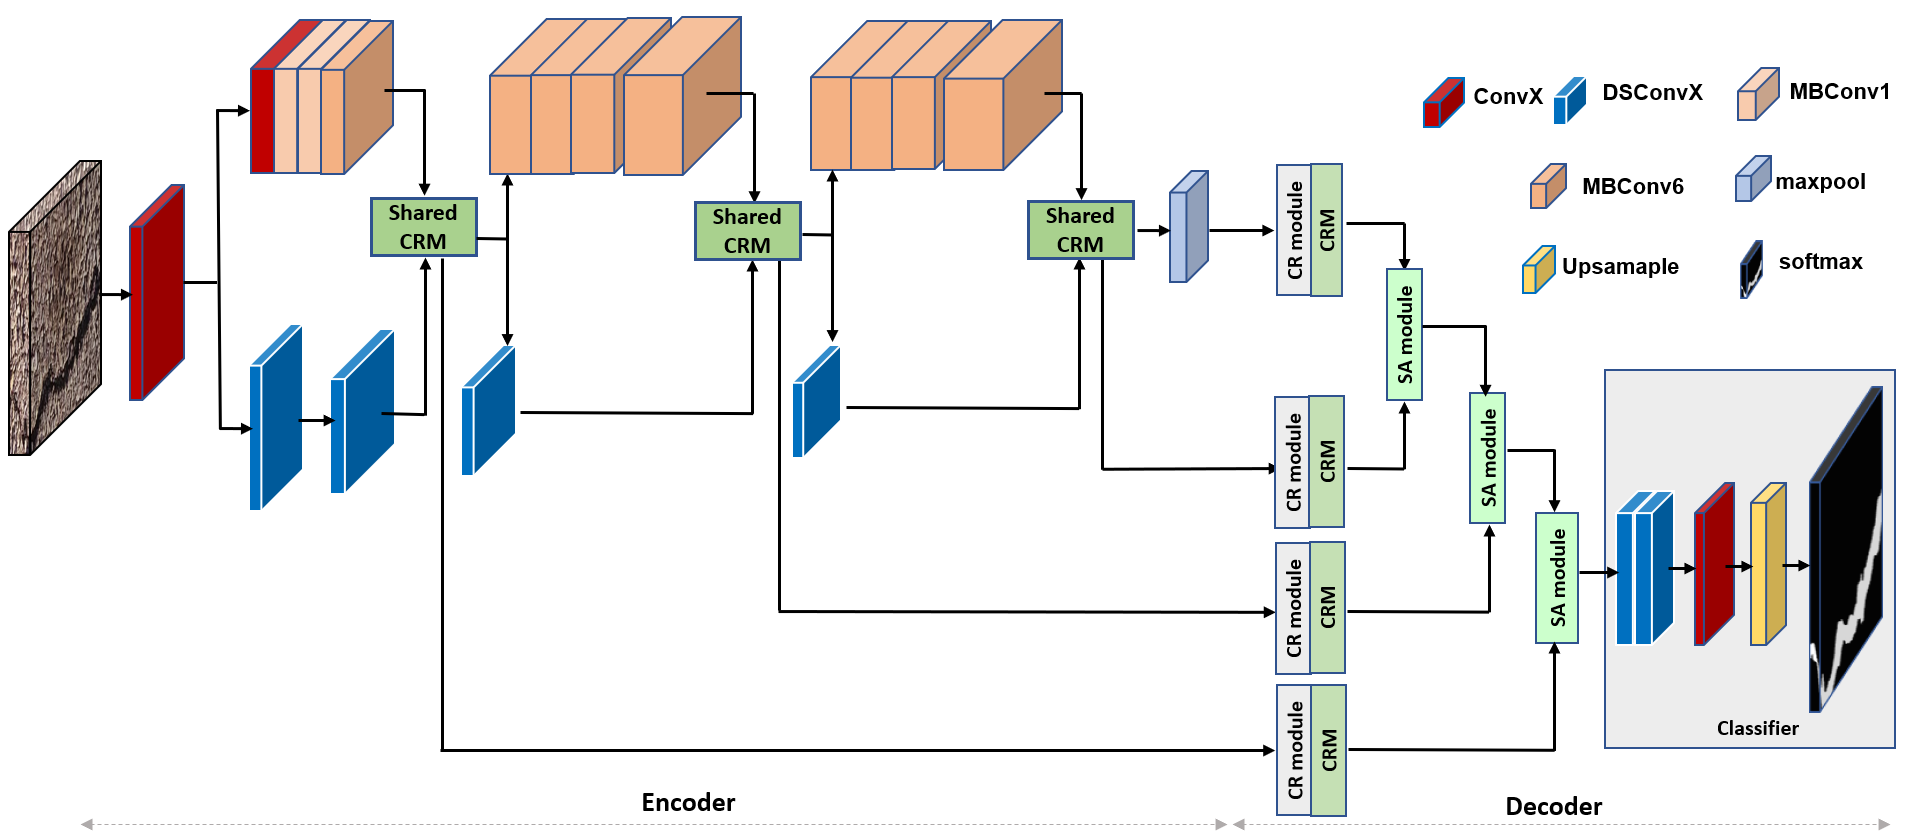 ConvX
DSConvX
MBConv1
MBConv6
maxpool
Upsamaple
softmax
Shared
CRM
Shared
CRM
Shared
CRM
CR module
CRM
SA module
CR module
CRM
SA module
CR module
CRM
SA module
CR module
CRM
Classifier
Encoder
Decoder